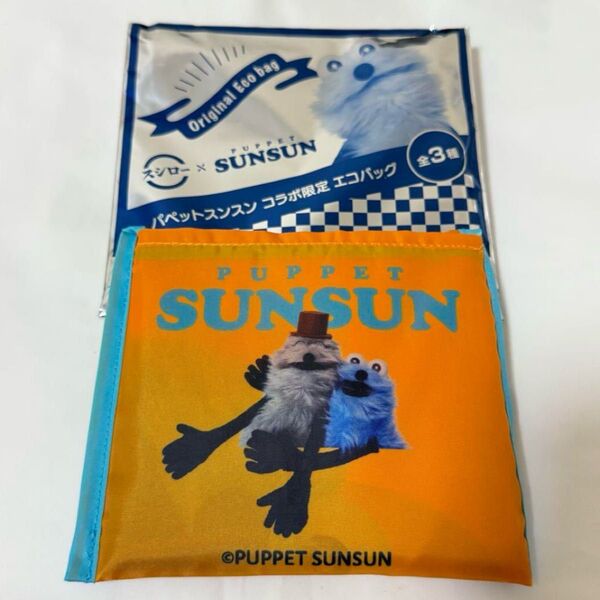 Original Eco bag
スシロー × PUPPET SUNSUN
パペットスンスン コラボ限定 エコバッグ
全3種
PUPPET
SUNSUN
©PUPPET SUNSUN